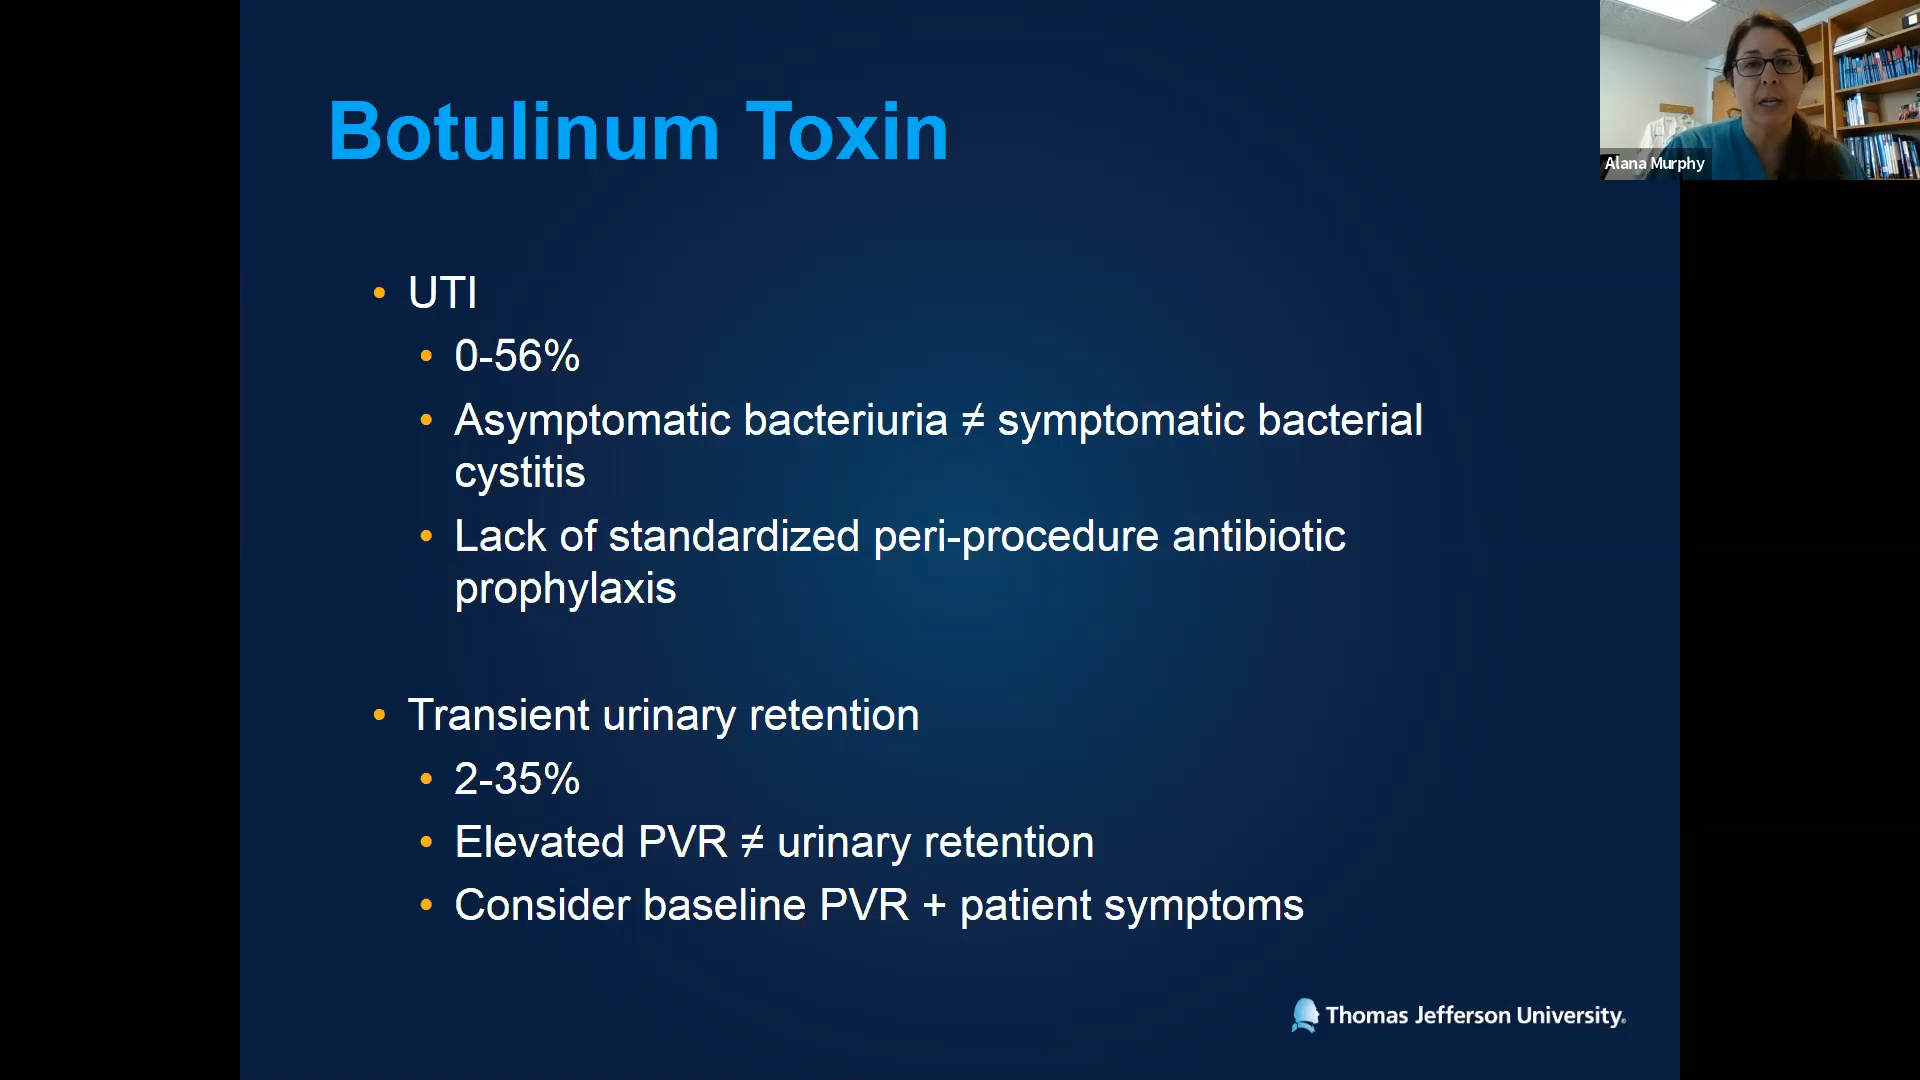 Botulinum Toxin
Alana Murphy
• UTI
• 0-56%
• Asymptomatic bacteriuria ≠ symptomatic bacterial
cystitis
• Lack of standardized peri-procedure antibiotic
prophylaxis
• Transient urinary retention
• 2-35%
• Elevated PVR ≠ urinary retention
• Consider baseline PVR + patient symptoms
Thomas Jefferson University®